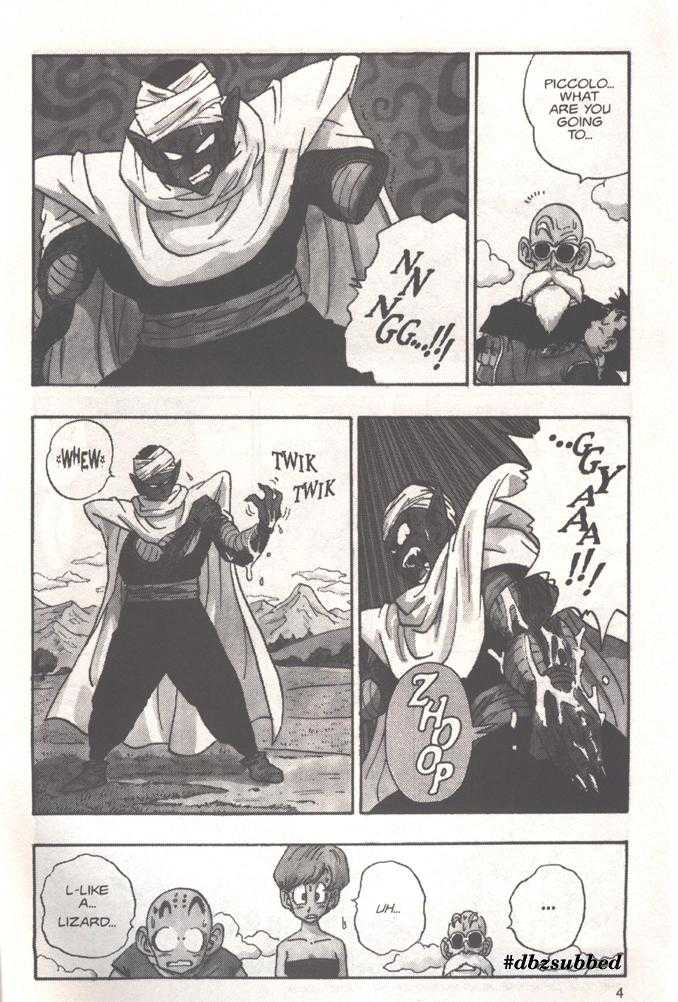 PICCOLO...
WHAT
ARE YOU
GOING
TO...
NNNGG...!!!
...GGYAAA!!!
ZHOOP
*WHEW*
TWIK
TWIK
...
UH...
L-LIKE
A...
LIZARD...
#dbzsubbed
4